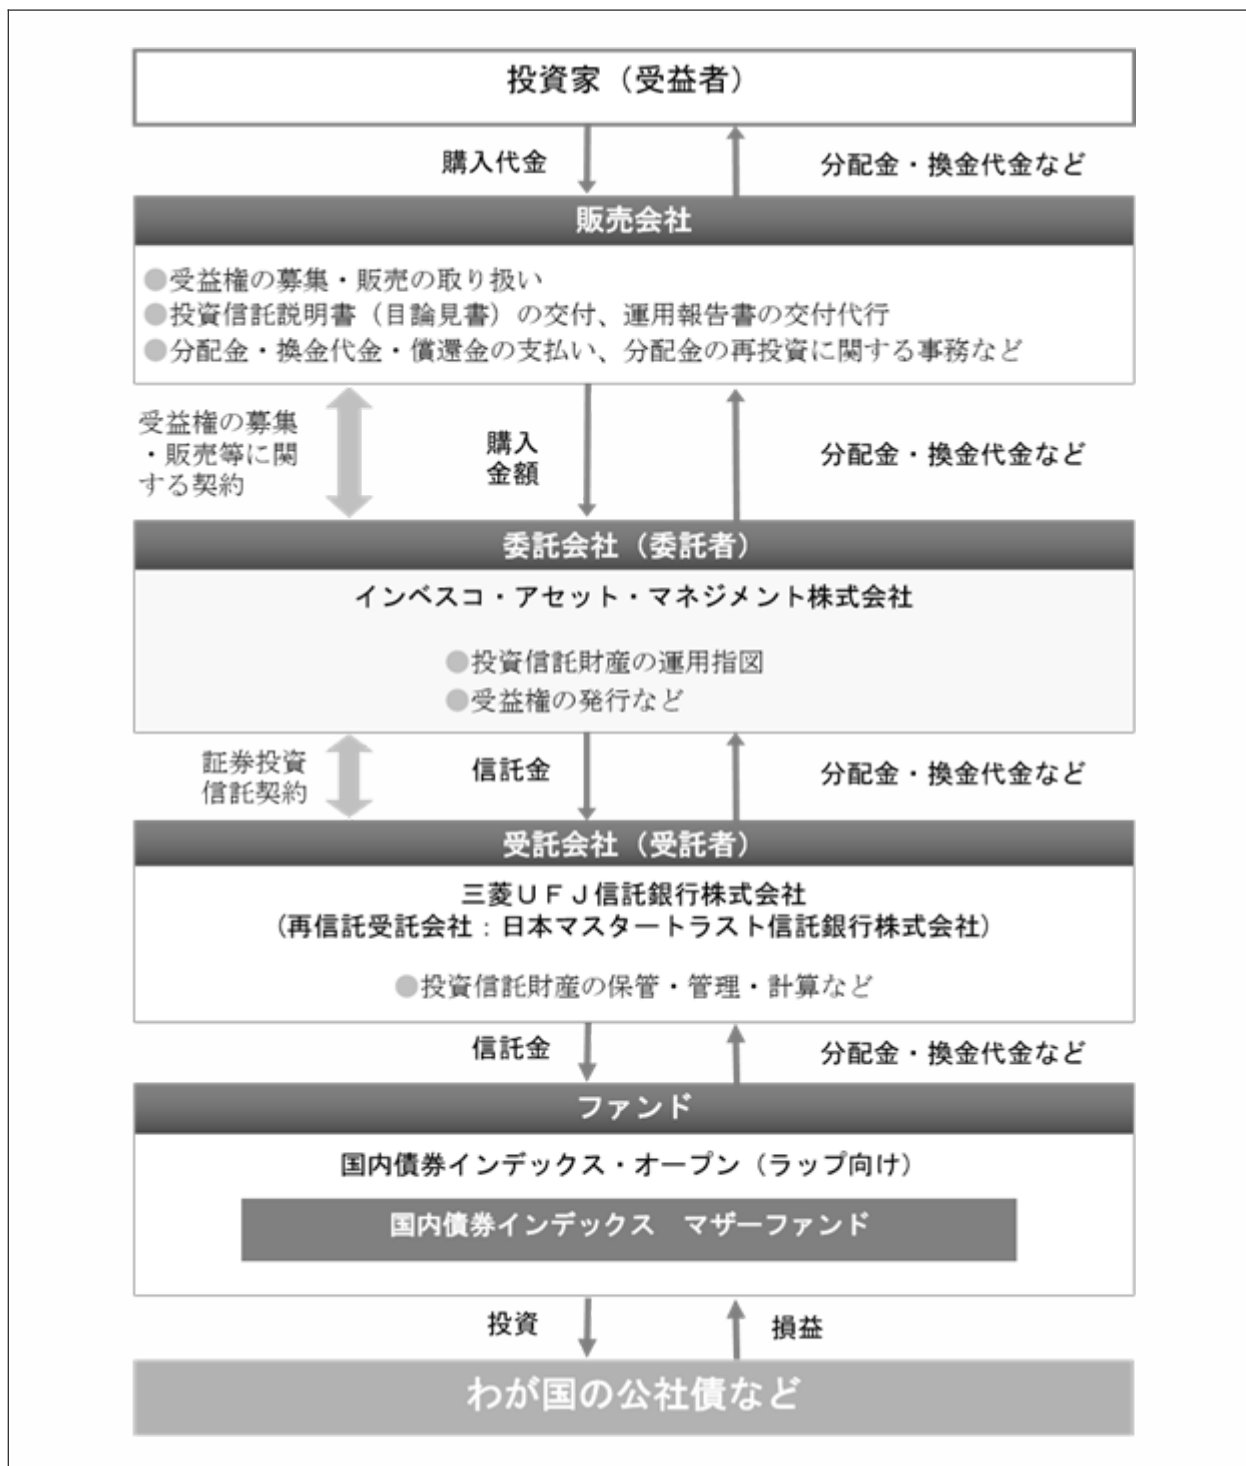 投資家（受益者）
購入代金
分配金・換金代金など
販売会社
●受益権の募集・販売の取り扱い
●投資信託説明書（目論見書）の交付、運用報告書の交付代行
●分配金・換金代金・償還金の支払い、分配金の再投資に関する事務など
受益権の募集
・販売等に関
する契約
購入
金額
分配金・換金代金など
委託会社（委託者）
インベスコ・アセット・マネジメント株式会社
●投資信託財産の運用指図
●受益権の発行など
証券投資
信託契約
信託金
分配金・換金代金など
受託会社（受託者）
三菱ＵＦＪ信託銀行株式会社
（再信託受託会社：日本マスタートラスト信託銀行株式会社）
●投資信託財産の保管・管理・計算など
信託金
分配金・換金代金など
ファンド
国内債券インデックス・オープン（ラップ向け）
国内債券インデックス　マザーファンド
投資
損益
わが国の公社債など